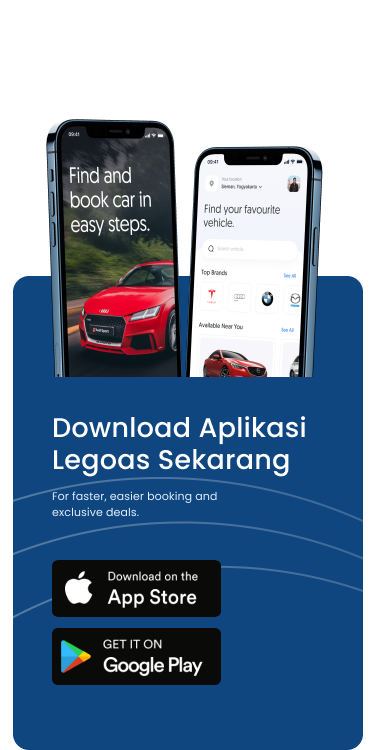 09:41
Find and
book car in
easy steps.
09:41
Your location
Sleman, Yogyakarta
Find your favourite
vehicle.
Search vehicle
Top Brands
See All
Available Near You
See All
Download Aplikasi
Legoas Sekarang
For faster, easier booking and
exclusive deals.
Download on the
App Store
GET IT ON
Google Play